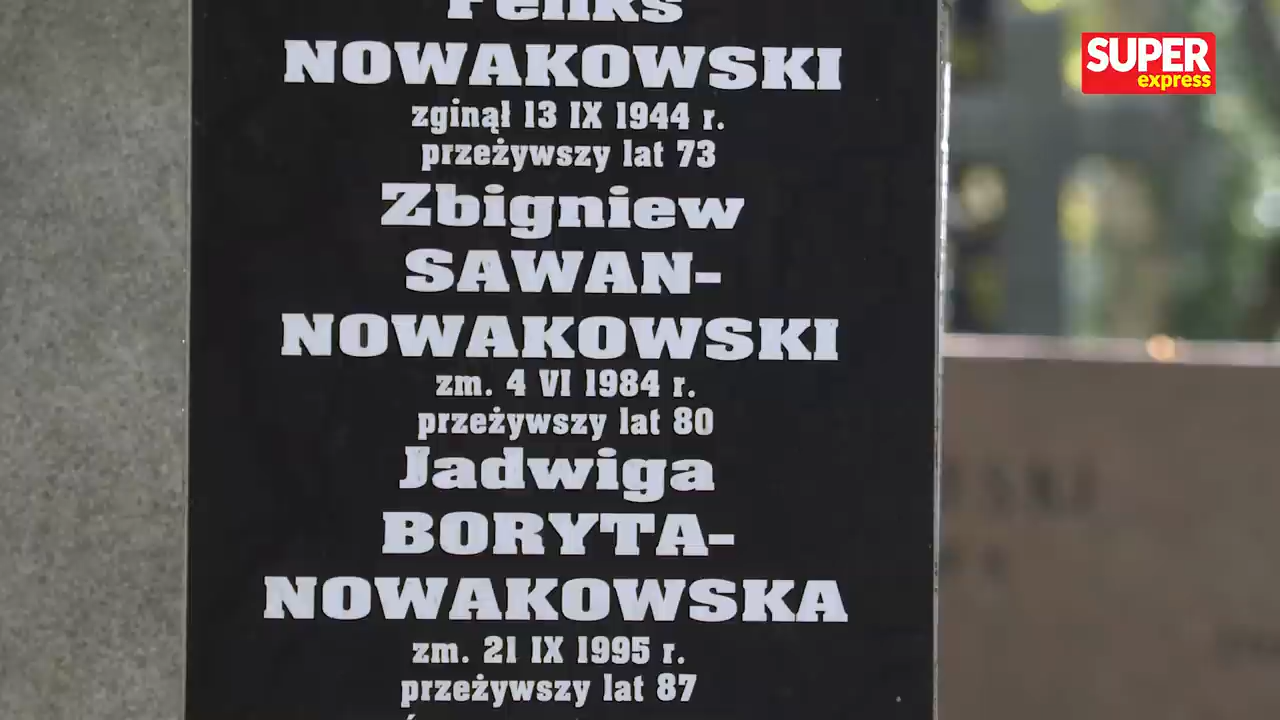 Feliks
NOWAKOWSKI
zginął 13 IX 1944 r.
przeżywszy lat 73
Zbigniew
SAWAN-
NOWAKOWSKI
zm. 4 VI 1984 r.
przeżywszy lat 80
Jadwiga
BORYTA-
NOWAKOWSKA
zm. 21 IX 1995 r.
przeżywszy lat 87
SUPER
express